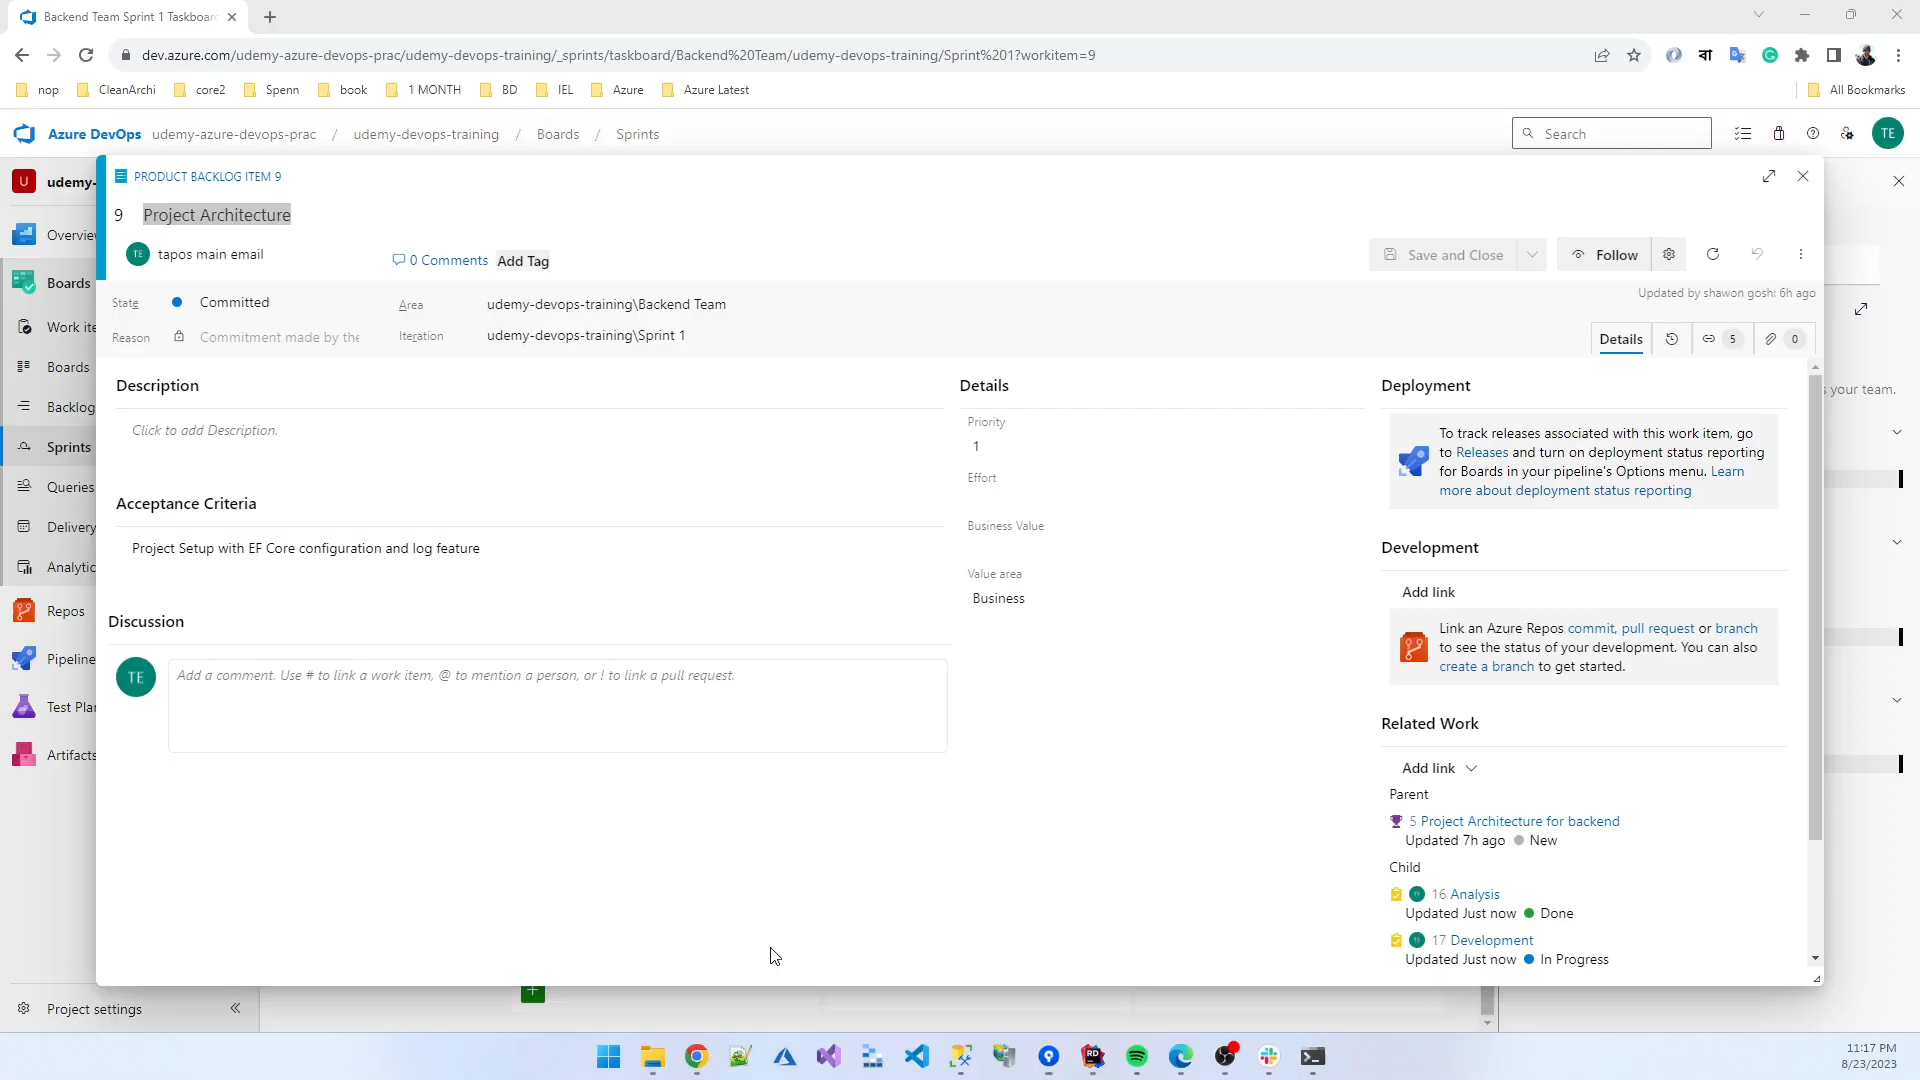 Backend Team Sprint 1 Taskboar
dev.azure.com/udemy-azure-devops-prac/udemy-devops-training/_sprints/taskboard/Backend%20Team/udemy-devops-training/Sprint%201?workitem=9
বা
nop
CleanArchi
core2
Spenn
book
1 MONTH
BD
IEL
Azure
Azure Latest
All Bookmarks
Azure DevOps
udemy-azure-devops-prac / udemy-devops-training / Boards / Sprints
Search
TE
U
udemy-
PRODUCT BACKLOG ITEM 9
9 Project Architecture
TE tapos main email
0 Comments
Add Tag
Save and Close
Follow
Overvie
Boards
Work ite
Boards
Backlog
Sprints
Queries
Delivery
Analytic
Repos
Pipeline
Test Plan
Artifacts
Project settings
State
Committed
Area
udemy-devops-training\Backend Team
Updated by shawon gosh: 6h ago
Reason
Commitment made by the
Iteration
udemy-devops-training\Sprint 1
Details
5
0
s your team.
Description
Click to add Description.
Acceptance Criteria
Project Setup with EF Core configuration and log feature
Discussion
TE
Add a comment. Use # to link a work item, @ to mention a person, or ! to link a pull request.
Details
Priority
1
Effort
Business Value
Value area
Business
Deployment
To track releases associated with this work item, go
to Releases and turn on deployment status reporting
for Boards in your pipeline's Options menu. Learn
more about deployment status reporting
Development
Add link
Link an Azure Repos commit, pull request or branch
to see the status of your development. You can also
create a branch to get started.
Related Work
Add link
Parent
5 Project Architecture for backend
Updated 7h ago New
Child
16 Analysis
Updated Just now Done
17 Development
Updated Just now In Progress
RD
11:17 PM
8/23/2023